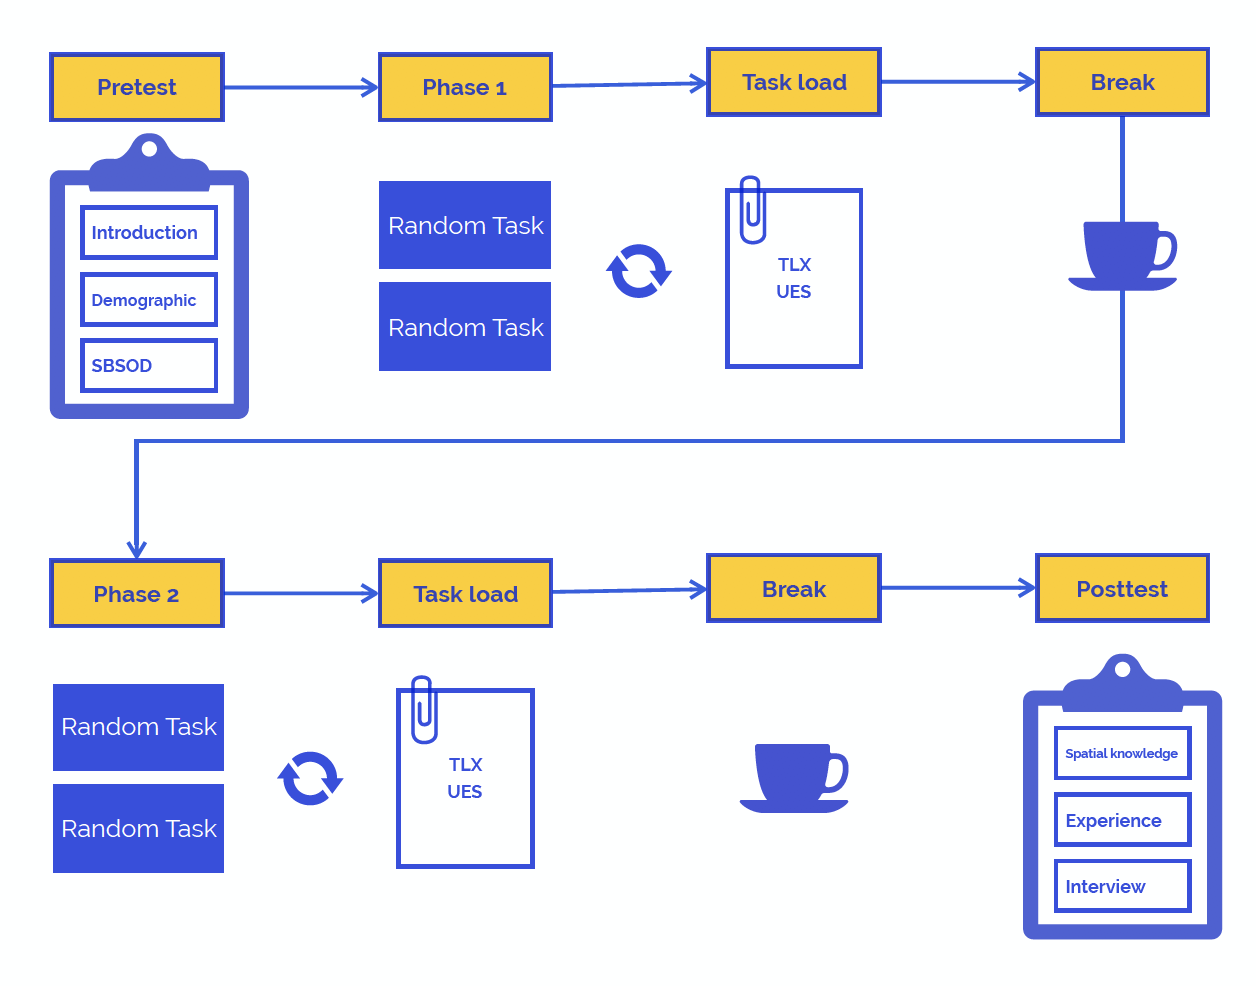 Pretest
Phase 1
Task load
Break
Introduction
Demographic
SBSOD
Random Task
Random Task
TLX
UES
Phase 2
Task load
Break
Posttest
Random Task
Random Task
TLX
UES
Spatial knowledge
Experience
Interview